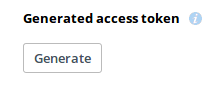 Generated access token i
Generate